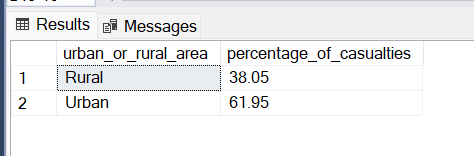 Results Messages
urban_or_rural_area percentage_of_casualties
1 Rural 38.05
2 Urban 61.95